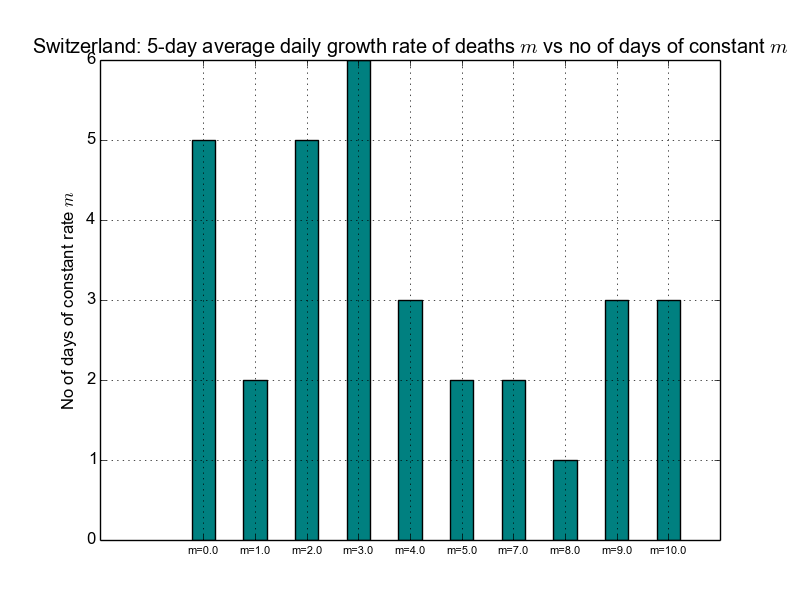 Switzerland: 5-day average daily growth rate of deaths m vs no of days of constant m
No of days of constant rate m
6
5
4
3
2
1
0
m=0.0 m=1.0 m=2.0 m=3.0 m=4.0 m=5.0 m=7.0 m=8.0 m=9.0 m=10.0